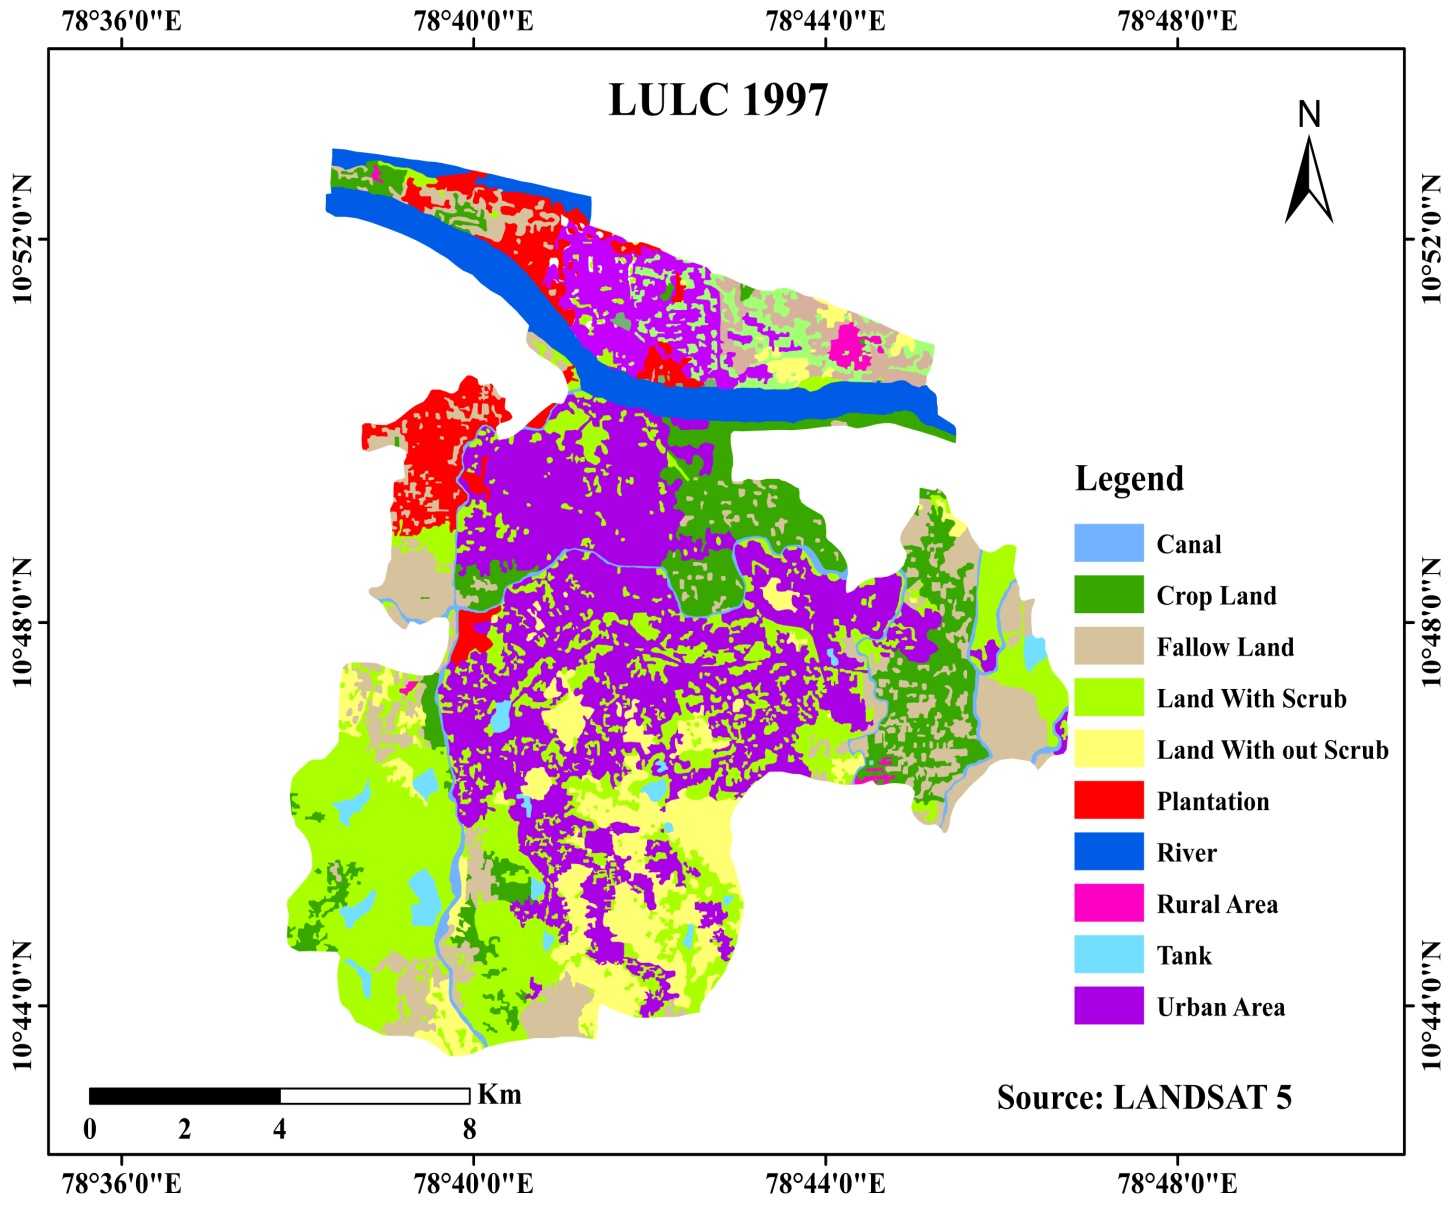 78°36'0"E 78°40'0"E 78°44'0"E 78°48'0"E
LULC 1997
N
10°52'0"N 10°52'0"N
10°48'0"N 10°48'0"N
10°44'0"N 10°44'0"N
Legend
Canal
Crop Land
Fallow Land
Land With Scrub
Land With out Scrub
Plantation
River
Rural Area
Tank
Urban Area
Km
0 2 4 8
Source: LANDSAT 5
78°36'0"E 78°40'0"E 78°44'0"E 78°48'0"E